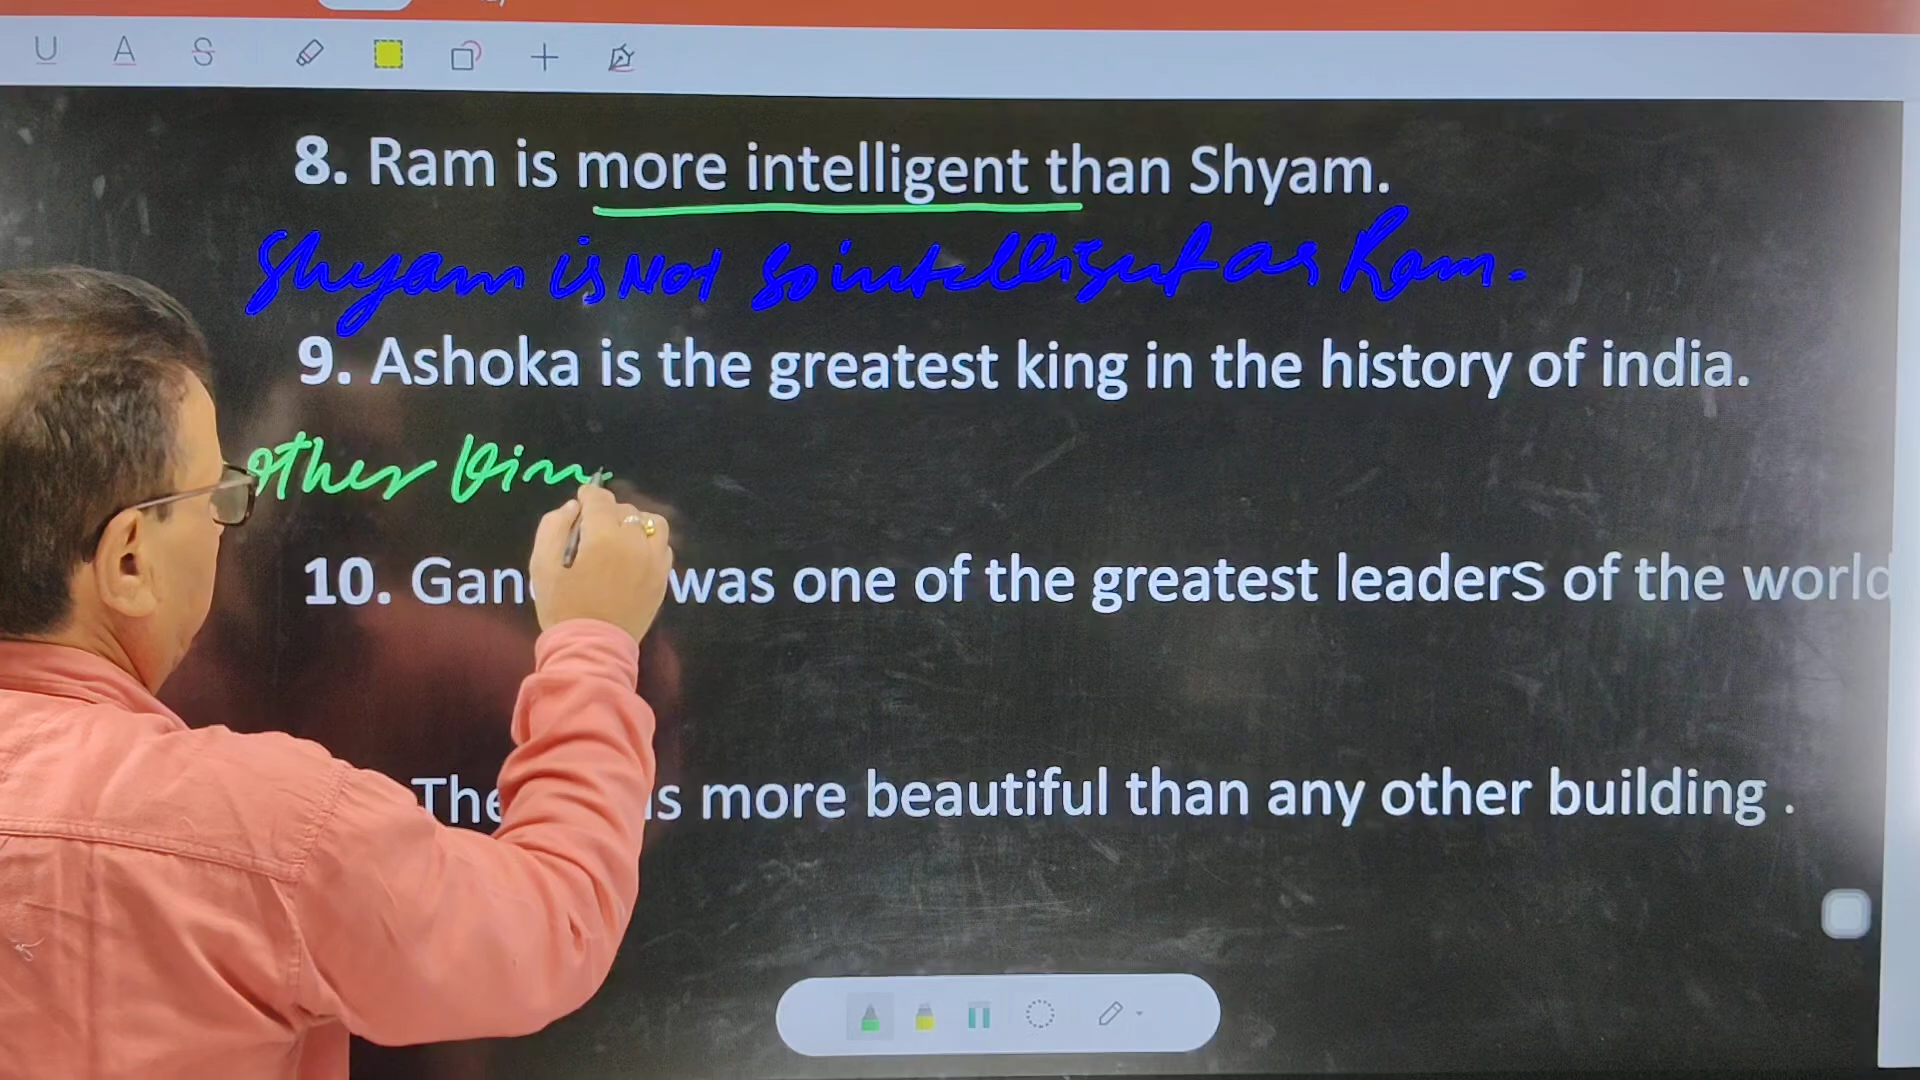 8. Ram is more intelligent than Shyam.
Shyam is Not so intelligent as Ram.
9. Ashoka is the greatest king in the history of india.
other
10. was one of the greatest leaders of the world
The is more beautiful than any other building .